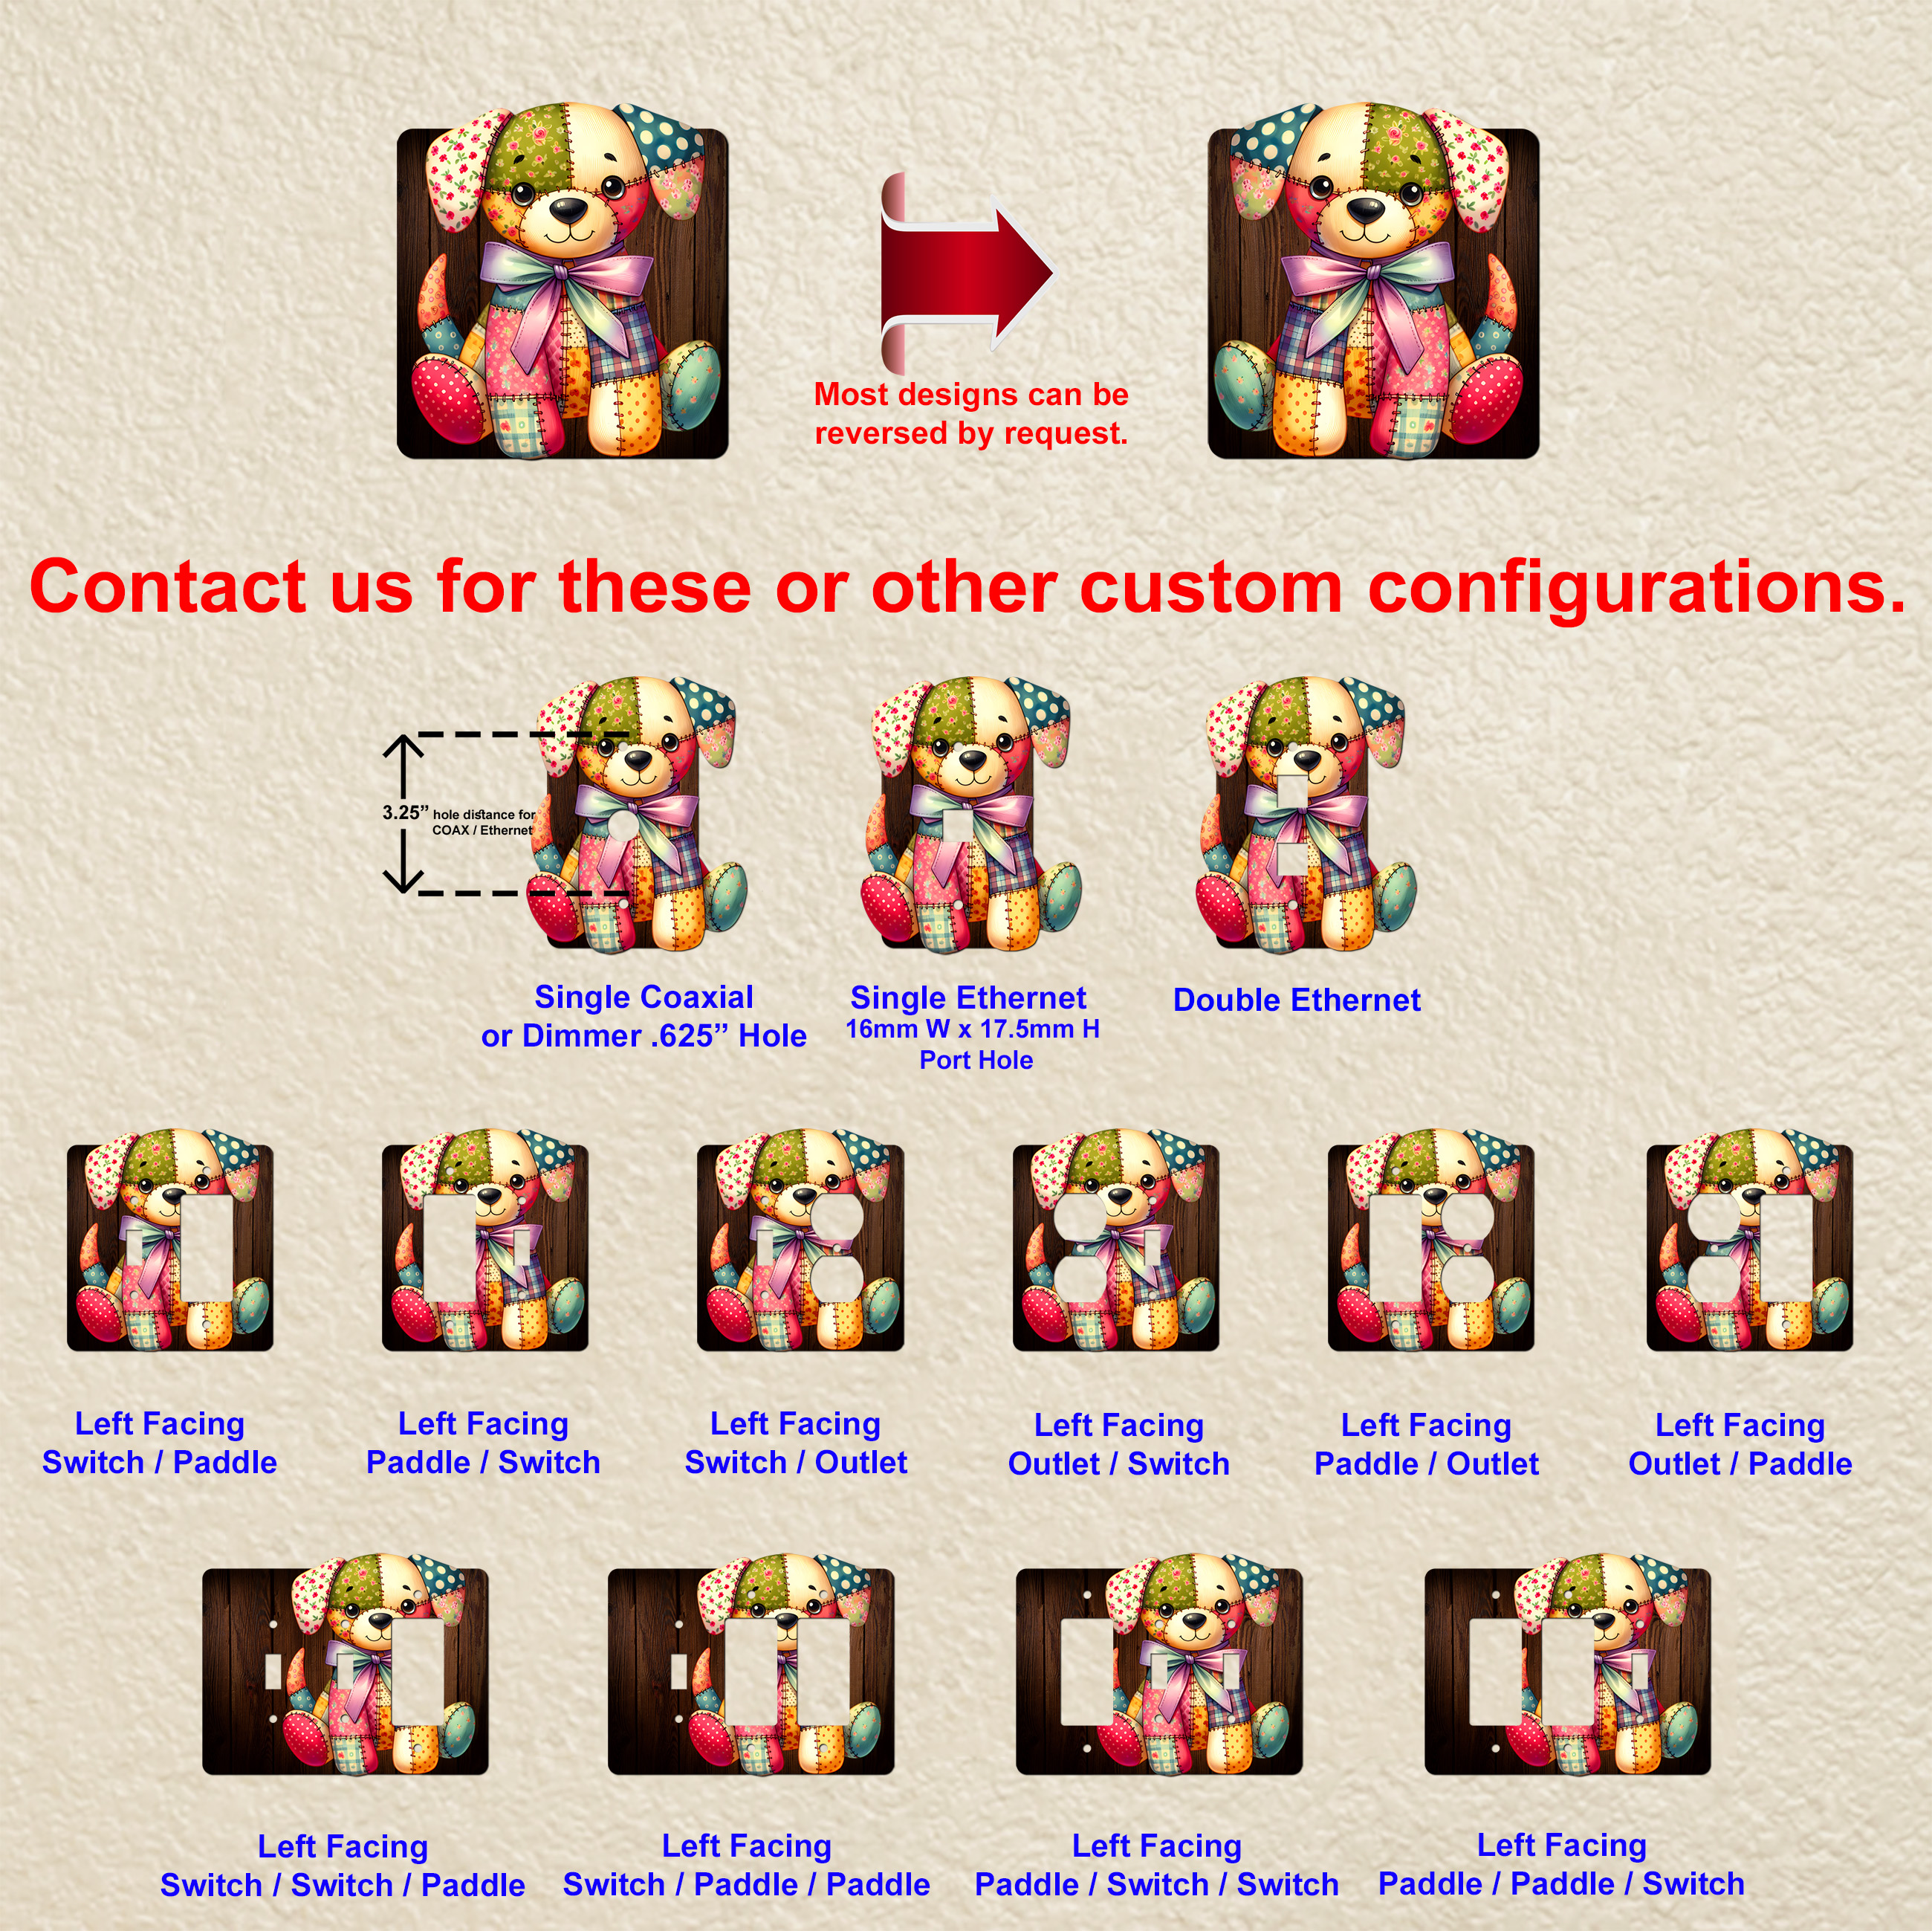 Most designs can be
reversed by request.
Contact us for these or other custom configurations.
3.25” hole distance for
COAX / Ethernet
Single Coaxial
or Dimmer .625” Hole
Single Ethernet
16mm W x 17.5mm H
Port Hole
Double Ethernet
Left Facing
Switch / Paddle
Left Facing
Paddle / Switch
Left Facing
Switch / Outlet
Left Facing
Outlet / Switch
Left Facing
Paddle / Outlet
Left Facing
Outlet / Paddle
Left Facing
Switch / Switch / Paddle
Left Facing
Switch / Paddle / Paddle
Left Facing
Paddle / Switch / Switch
Left Facing
Paddle / Paddle / Switch